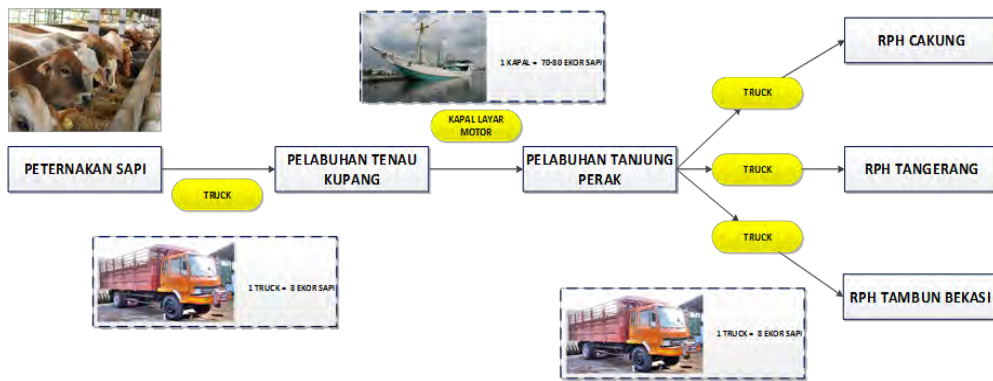 RPH CAKUNG
1 KAPAL = 70-80 EKOR SAPI
TRUCK
KAPAL LAYAR
MOTOR
PETERNAKAN SAPI
PELABUHAN TENAU
KUPANG
PELABUHAN TANJUNG
PERAK
TRUCK
RPH TANGERANG
TRUCK
TRUCK
1 TRUCK = 8 EKOR SAPI
RPH TAMBUN BEKASI
1 TRUCK = 8 EKOR SAPI